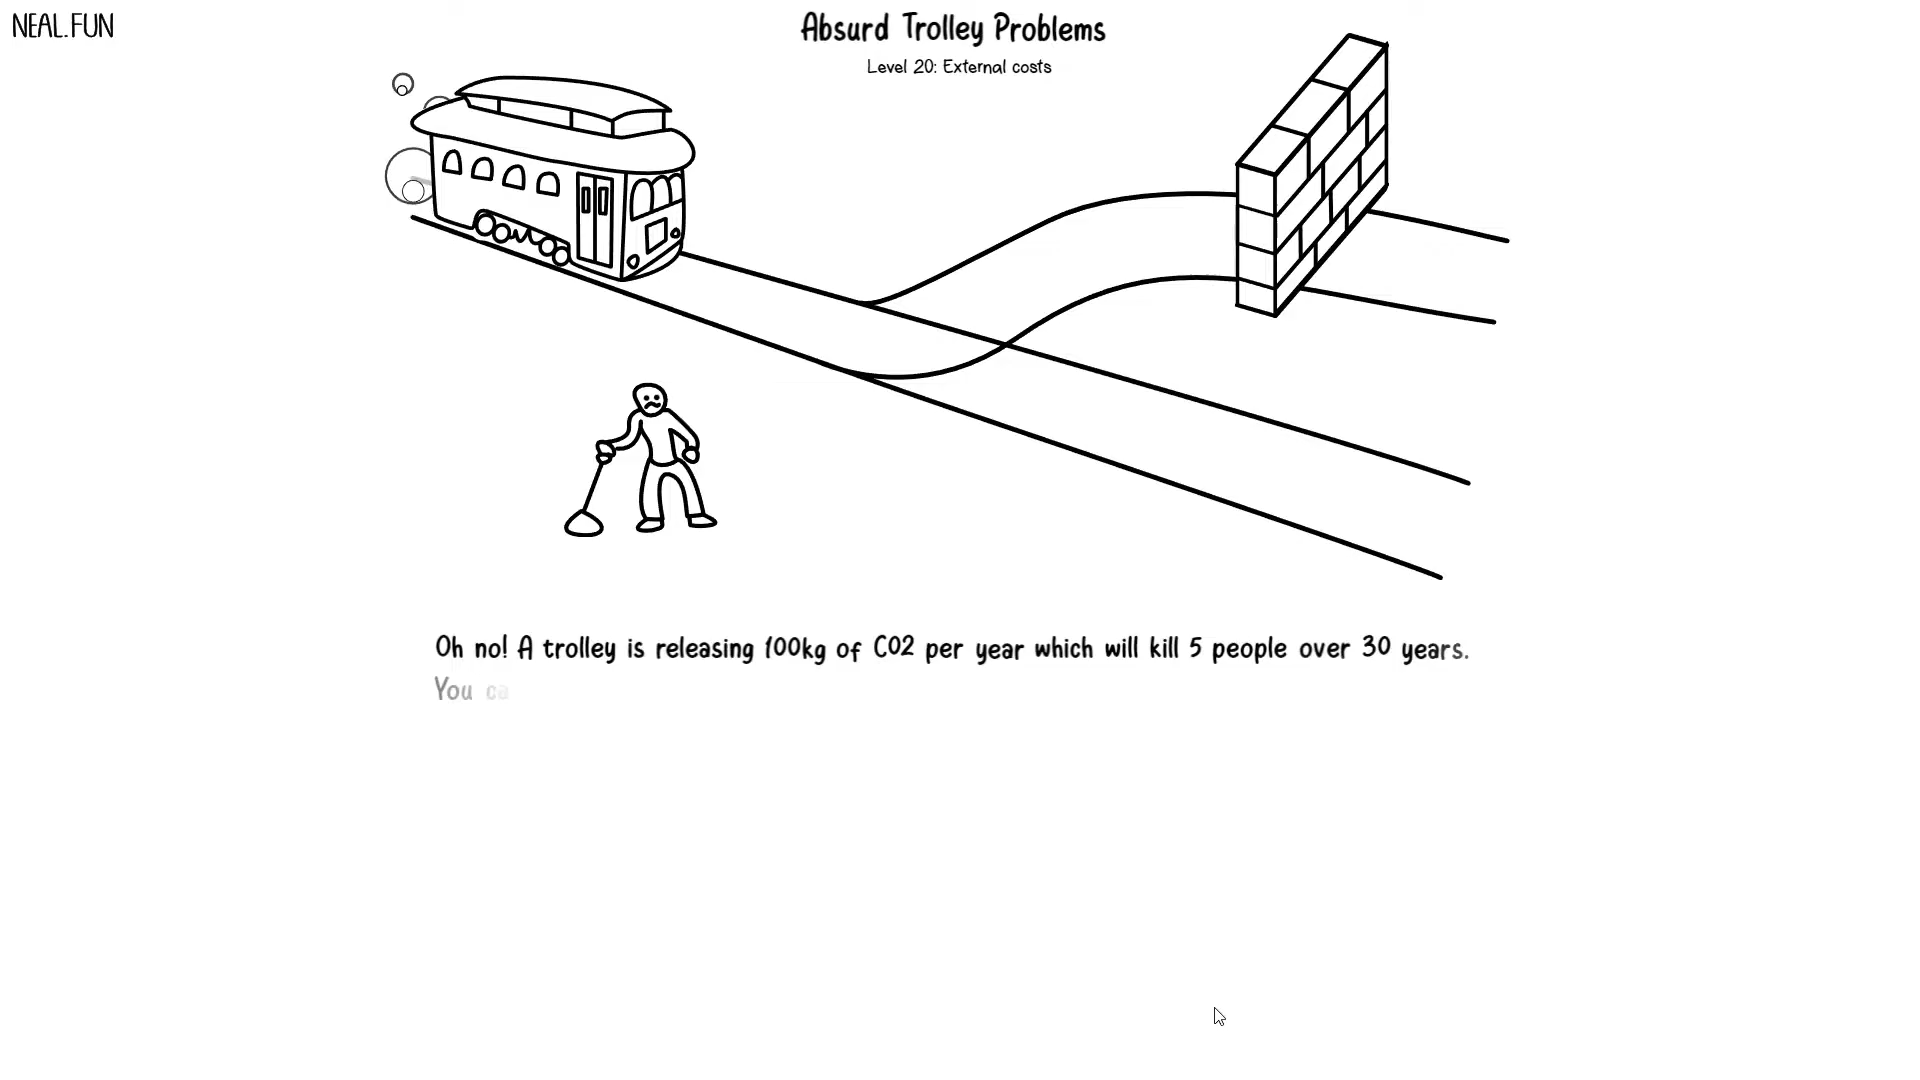 NEAL.FUN
Absurd Trolley Problems
Level 20: External costs
Oh no! A trolley is releasing 100kg of CO2 per year which will kill 5 people over 30 years.
You ca